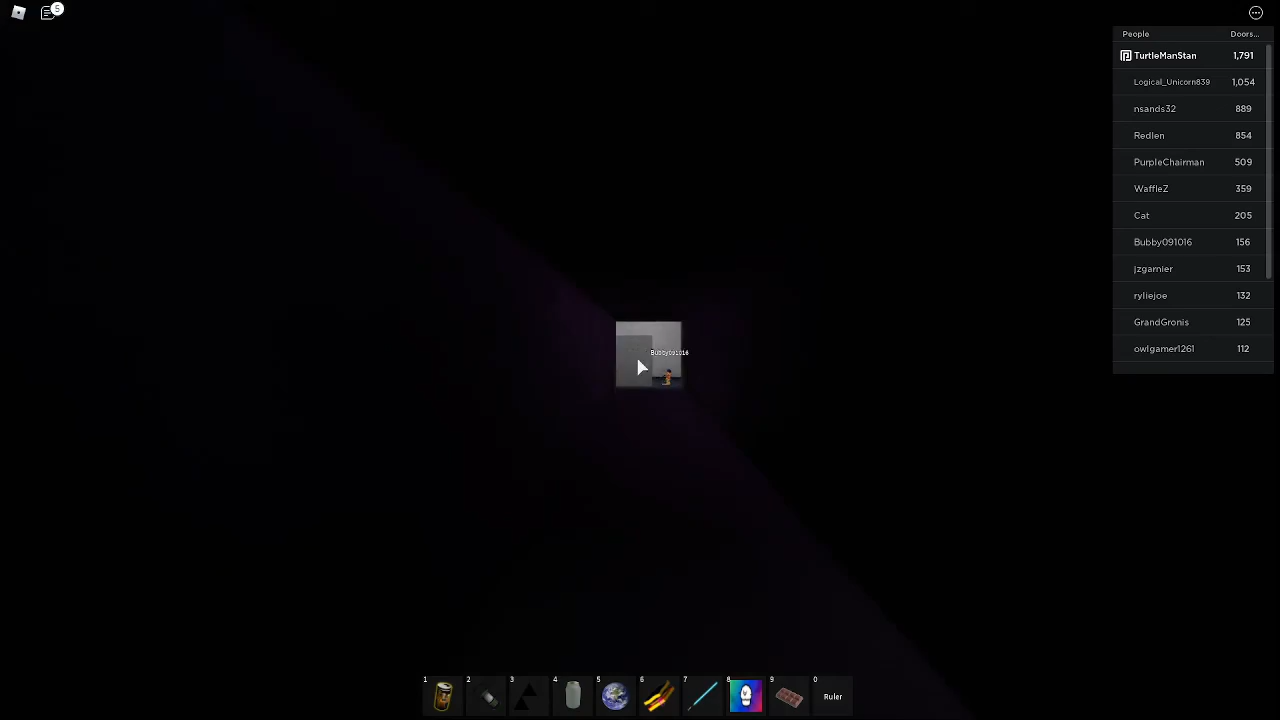 5
People Doors...
TurtleManStan 1,791
Logical_Unicorn839 1,054
nsands32 889
Redlen 854
PurpleChairman 509
WaffleZ 359
Cat 205
Bubby091016 156
jzgarnier 153
ryliejoe 132
GrandGronis 125
owlgamer1261 112
Bubby091016
1 2 3 4 5 6 7 8 9 0
Ruler